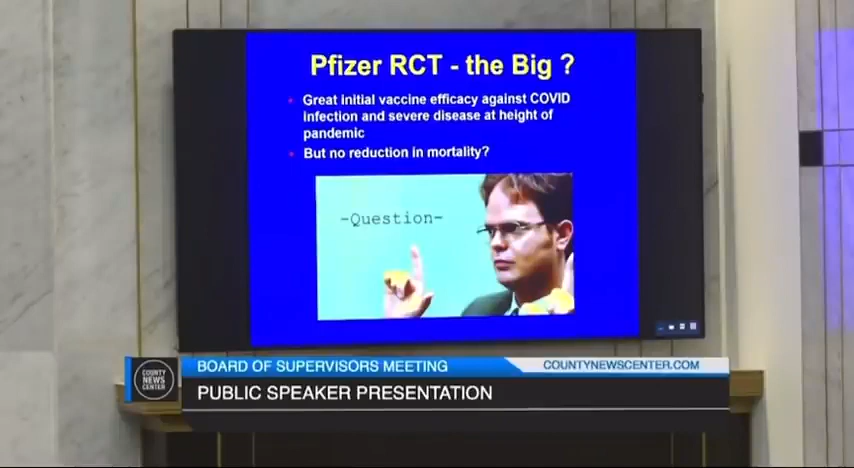 Pfizer RCT - the Big ?
• Great initial vaccine efficacy against COVID
infection and severe disease at height of
pandemic
• But no reduction in mortality?
-Question-
COUNTY
NEWS
CENTER
BOARD OF SUPERVISORS MEETING
COUNTYNEWSCENTER.COM
PUBLIC SPEAKER PRESENTATION